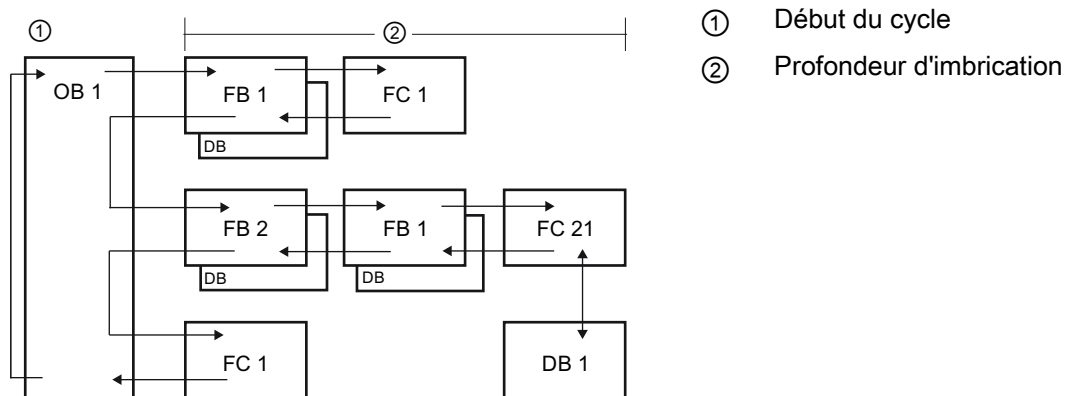 ① Début du cycle
② Profondeur d'imbrication
① ②
OB 1 FB 1 FC 1
DB
FB 2 FB 1 FC 21
DB DB
FC 1 DB 1